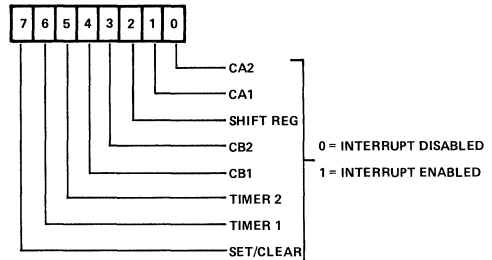 7 6 5 4 3 2 1 0
CA2
CA1
SHIFT REG
CB2
0 = INTERRUPT DISABLED
1 = INTERRUPT ENABLED
CB1
TIMER 2
TIMER 1
SET/CLEAR